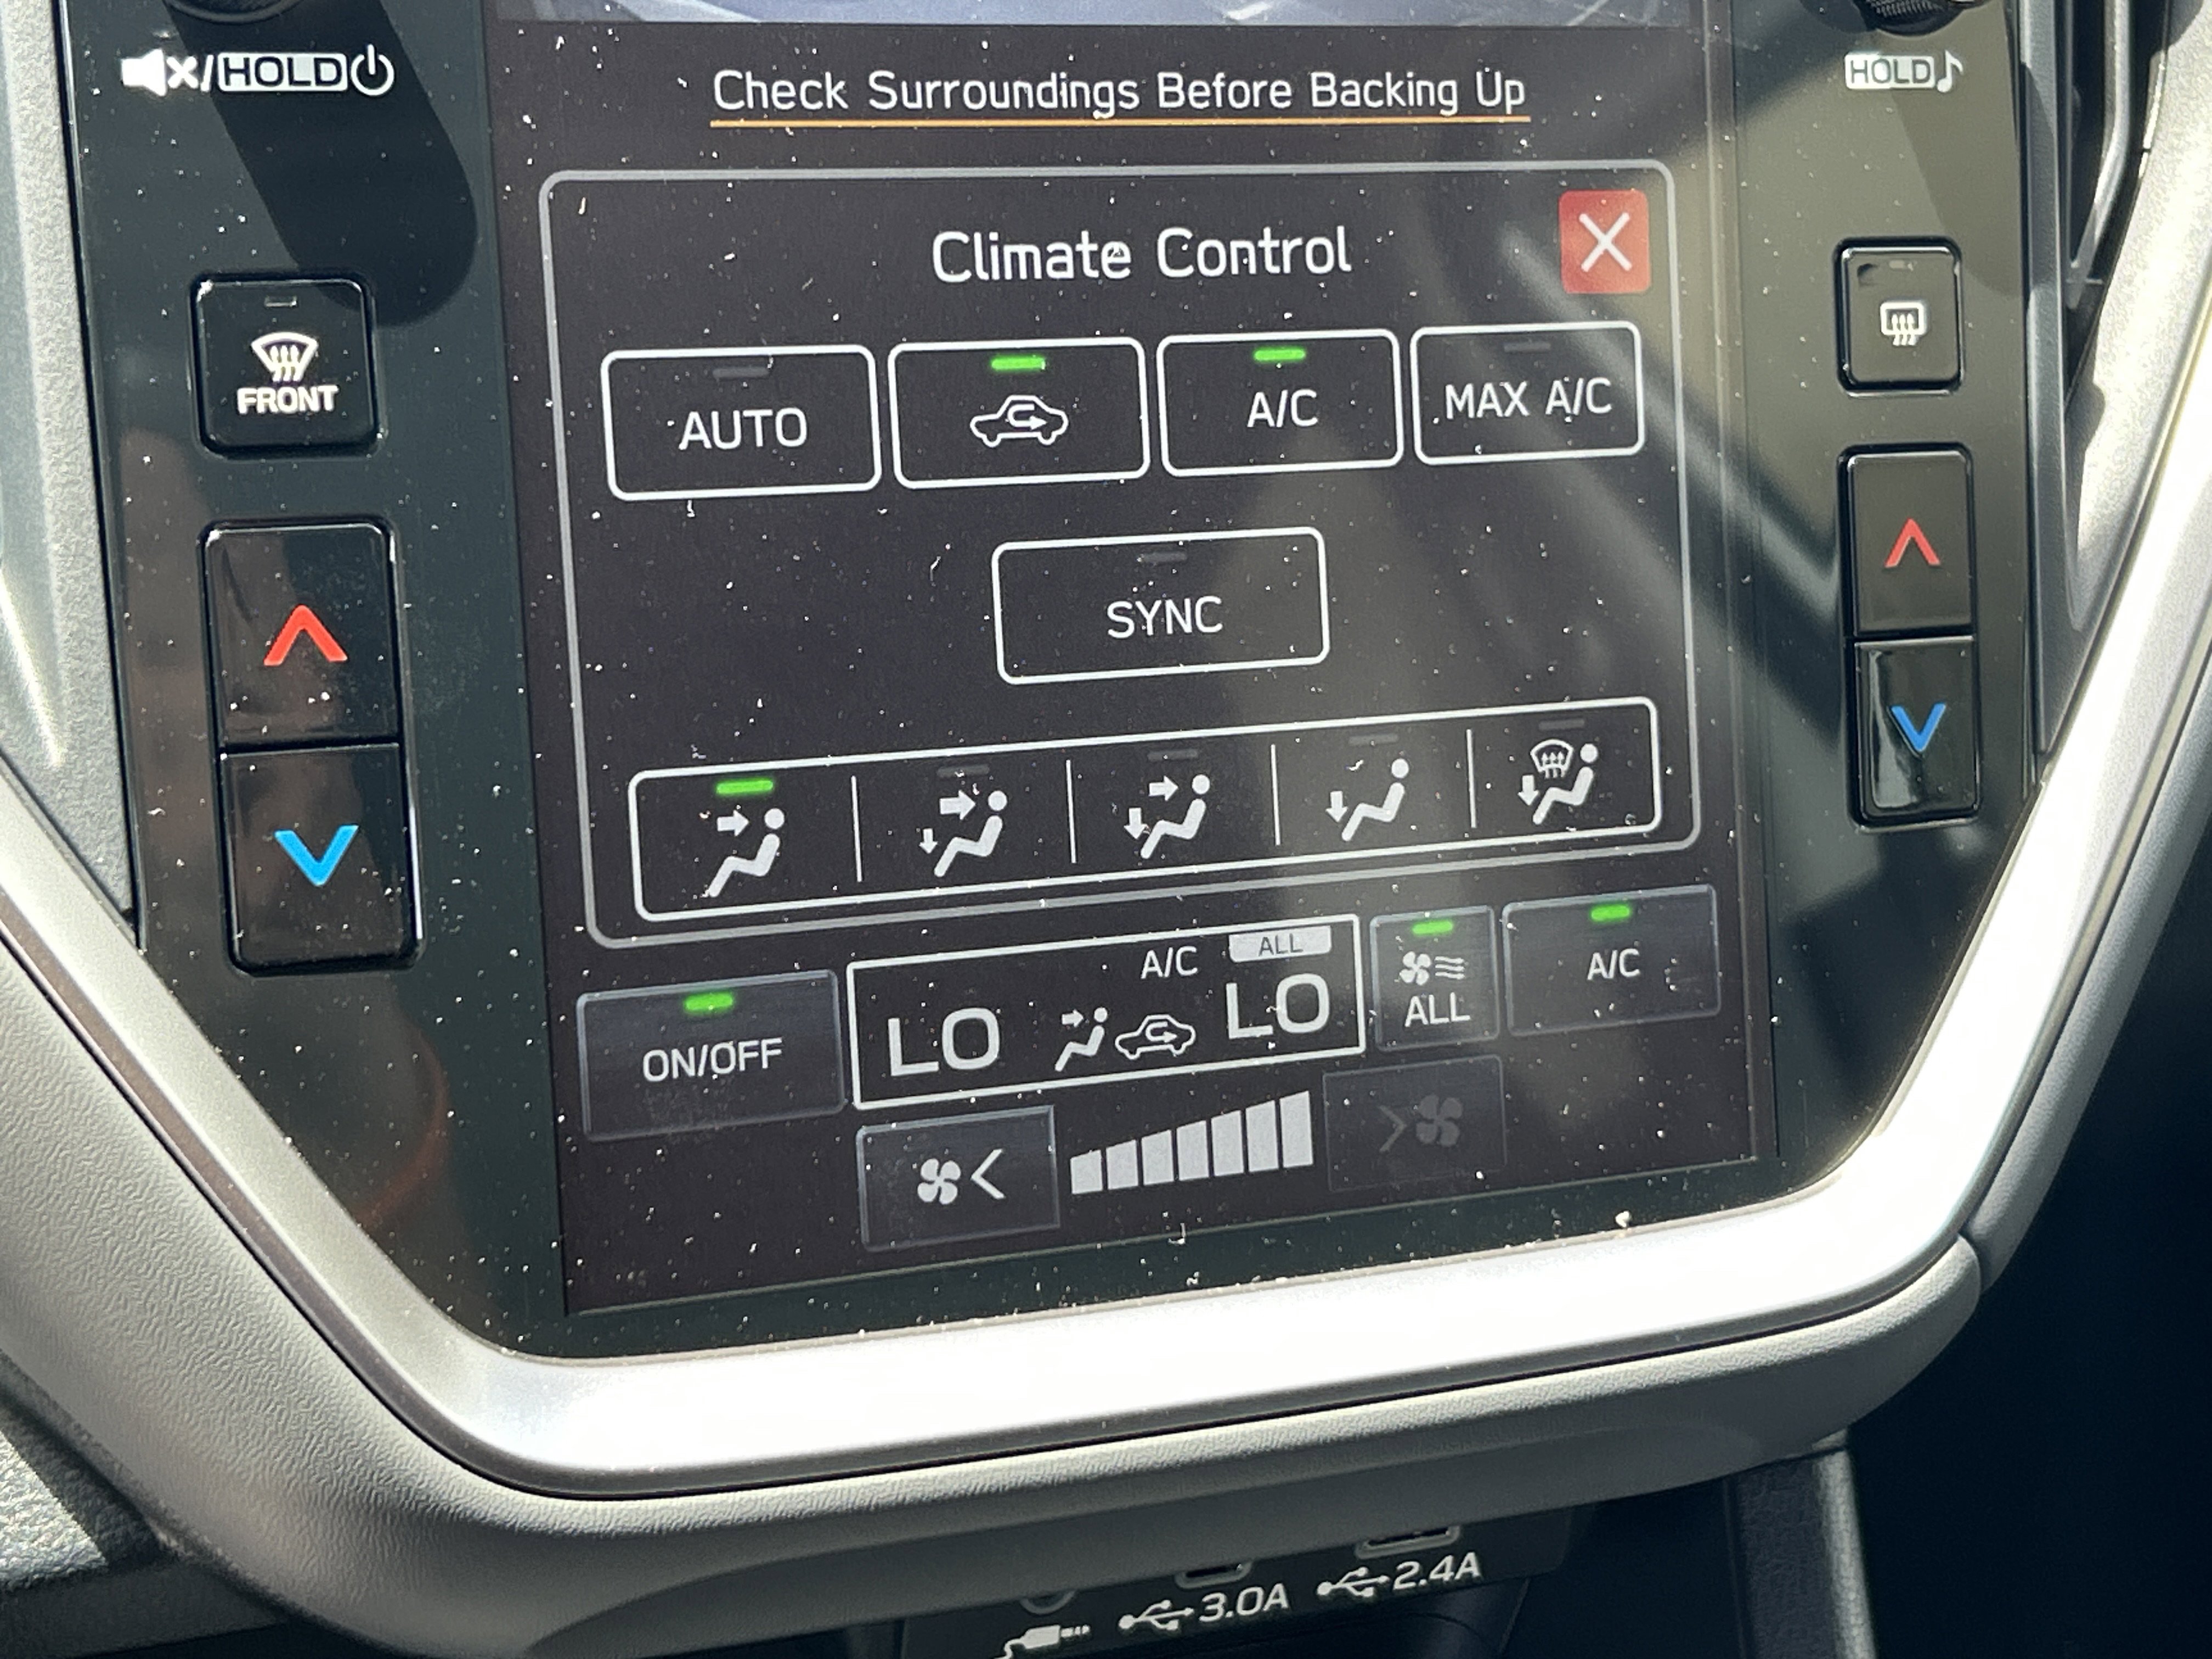 /HOLD
HOLD
Check Surroundings Before Backing Up
Climate Control
FRONT
AUTO
A/C
MAX A/C
SYNC
A/C
ALL
LO
LO
ALL
A/C
ON/OFF
3.0A
2.4A